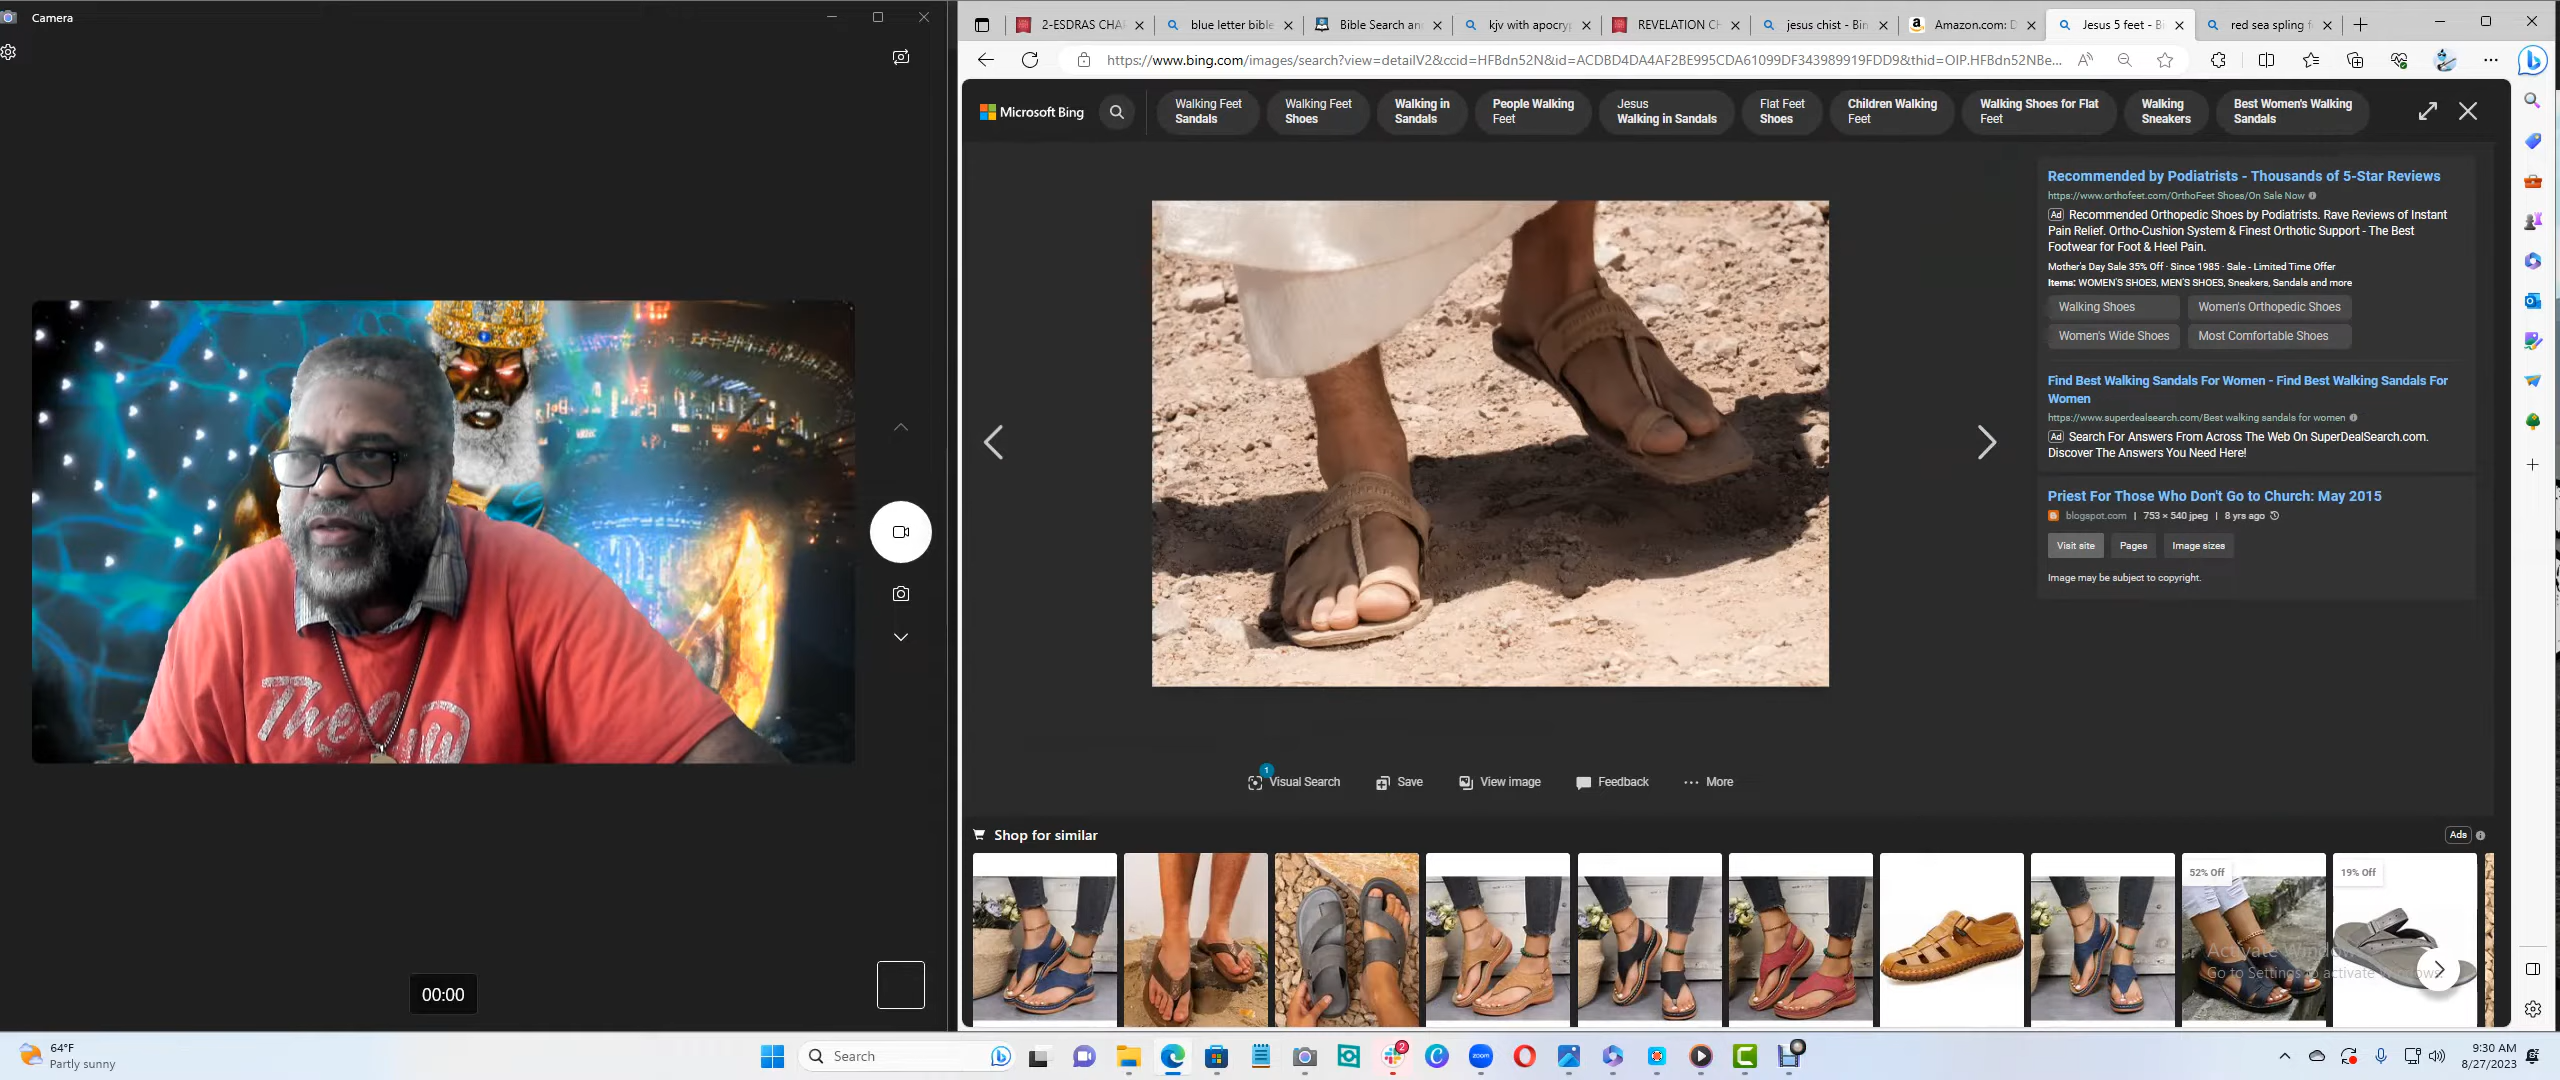 Camera
2-ESDRAS CHA
blue letter bible
Bible Search an
kjv with apocry
REVELATION C
jesus chist - Bin
Amazon.com: D
Jesus 5 feet - B
red sea spling f
https://www.bing.com/images/search?view=detailV2&ccid=HFBdn52N&id=ACDBD4DA4AF2BE995CDA61099DF343989919FDD9&thid=OIP.HFBdn52NBe...
Microsoft Bing
Walking Feet
Sandals
Walking Feet
Shoes
Walking in
Sandals
People Walking
Feet
Jesus
Walking in Sandals
Flat Feet
Shoes
Children Walking
Feet
Walking Shoes for Flat
Feet
Walking
Sneakers
Best Women's Walking
Sandals
Recommended by Podiatrists - Thousands of 5-Star Reviews
https://www.orthofeet.com/OrthoFeet Shoes/On Sale Now
Ad Recommended Orthopedic Shoes by Podiatrists. Rave Reviews of Instant
Pain Relief. Ortho-Cushion System & Finest Orthotic Support - The Best
Footwear for Foot & Heel Pain.
Mother's Day Sale 35% Off · Since 1985 · Sale - Limited Time Offer
Items: WOMEN'S SHOES, MEN'S SHOES, Sneakers, Sandals and more
Walking Shoes
Women's Orthopedic Shoes
Women's Wide Shoes
Most Comfortable Shoes
Find Best Walking Sandals For Women - Find Best Walking Sandals For
Women
https://www.superdealsearch.com/Best walking sandals for women
Ad Search For Answers From Across The Web On SuperDealSearch.com.
Discover The Answers You Need Here!
Priest For Those Who Don't Go to Church: May 2015
blogspot.com | 753 × 540 jpeg | 8 yrs ago
Visit site
Pages
Image sizes
Image may be subject to copyright.
1
Visual Search
Save
View image
Feedback
More
Shop for similar
Ads
52% Off
19% Off
Activate Window
Go to Settings to activate Windows.
00:00
64°F
Partly sunny
Search
2
zoom
9:30 AM
8/27/2023